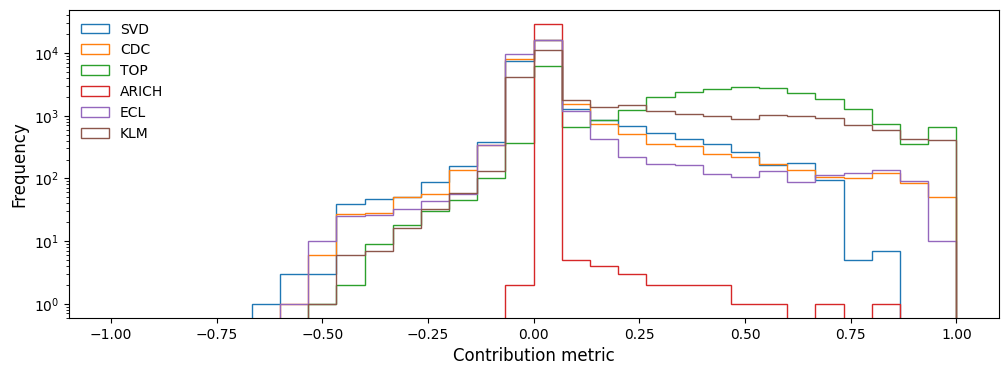 SVD
CDC
TOP
ARICH
ECL
KLM
Frequency
10⁴
10³
10²
10¹
10⁰
−1.00 −0.75 −0.50 −0.25 0.00 0.25 0.50 0.75 1.00
Contribution metric